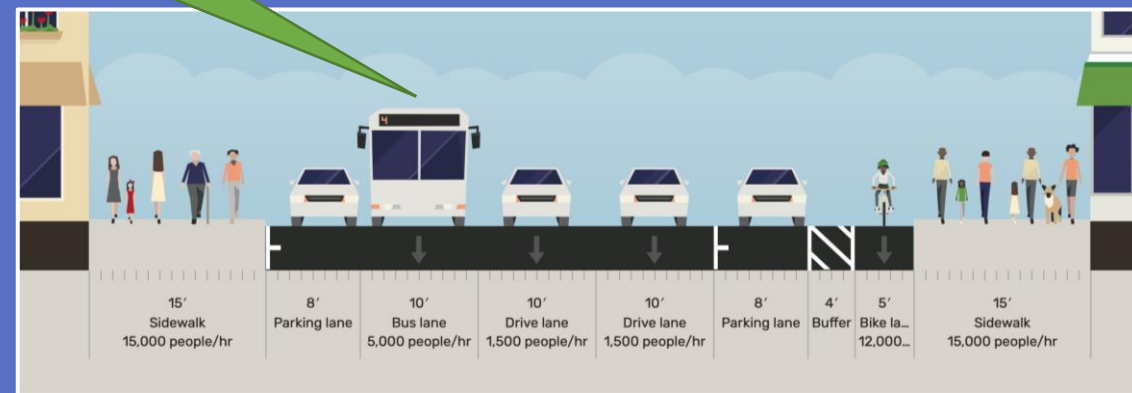 4
15′
Sidewalk
15,000 people/hr
8′
Parking lane
10′
Bus lane
5,000 people/hr
10′
Drive lane
1,500 people/hr
10′
Drive lane
1,500 people/hr
8′
Parking lane
4′
Buffer
5′
Bike la...
12,000...
15′
Sidewalk
15,000 people/hr